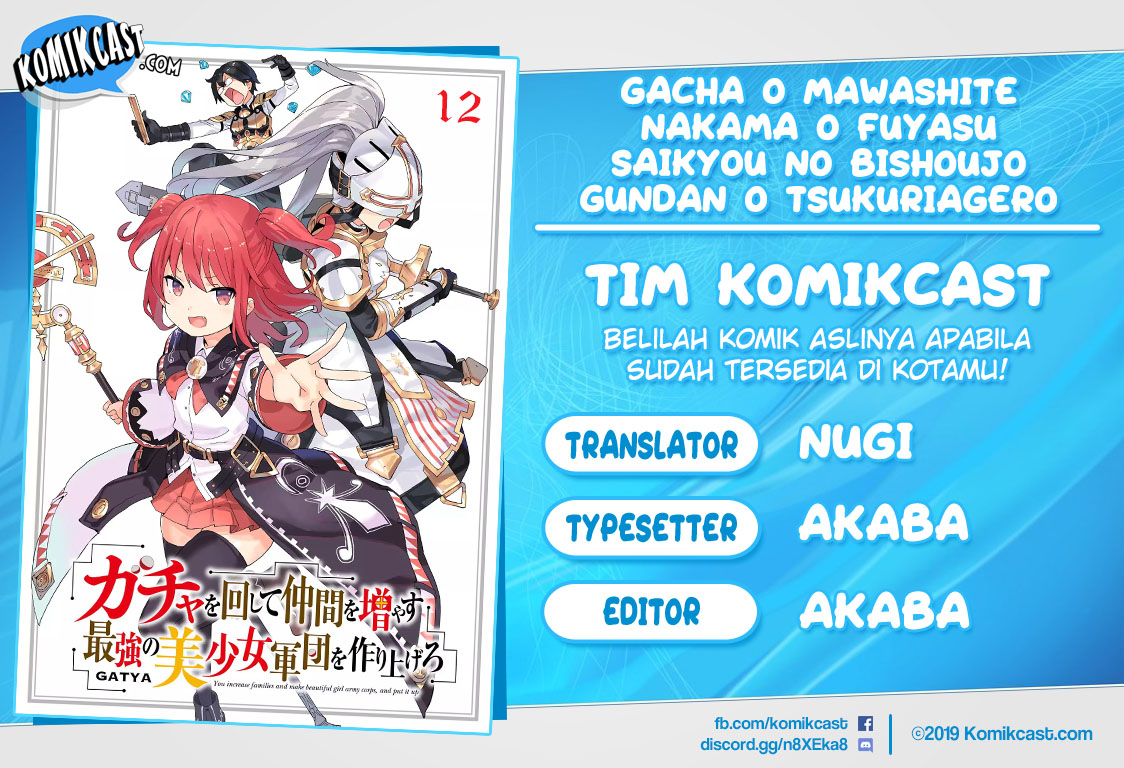 KOMIKCAST
.COM
12
ガチャを回して仲間を増やす
最強の美少女軍団を作り上げろ
GATYA
You increase families and make beautiful girl army corps, and put it up
GACHA O MAWASHITE
NAKAMA O FUYASU
SAIKYOU NO BISHOUJO
GUNDAN O TSUKURIAGERO
TIM KOMIKCAST
BELILAH KOMIK ASLINYA APABILA
SUDAH TERSEDIA DI KOTAMU!
TRANSLATOR NUGI
TYPESETTER AKABA
EDITOR AKABA
fb.com/komikcast
discord.gg/n8XEka8
©2019 Komikcast.com